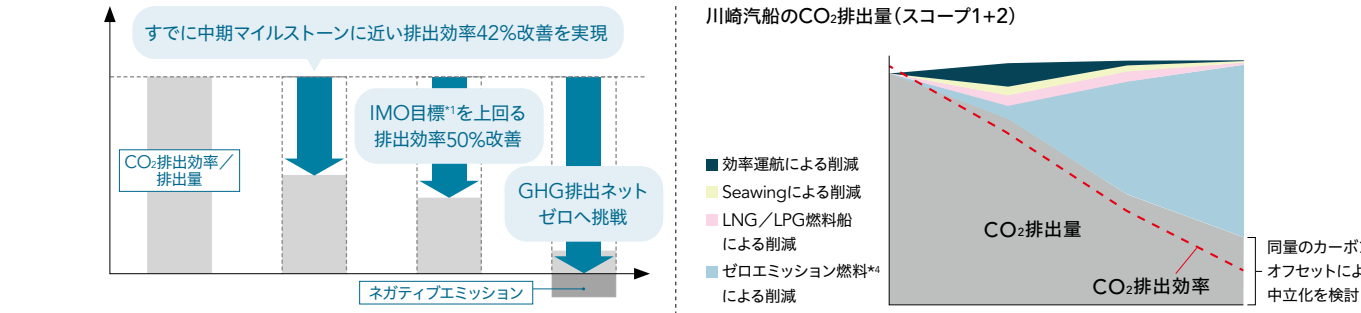 すでに中期マイルストーンに近い排出効率42%改善を実現
IMO目標*1を上回る
排出効率50%改善
CO₂排出効率／
排出量
GHG排出ネット
ゼロへ挑戦
ネガティブエミッション
川崎汽船のCO₂排出量（スコープ1+2）
効率運航による削減
Seawingによる削減
LNG／LPG燃料船
による削減
ゼロエミッション燃料*4
による削減
CO₂排出量
CO₂排出効率
同量のカーボ
オフセットによ
中立化を検討